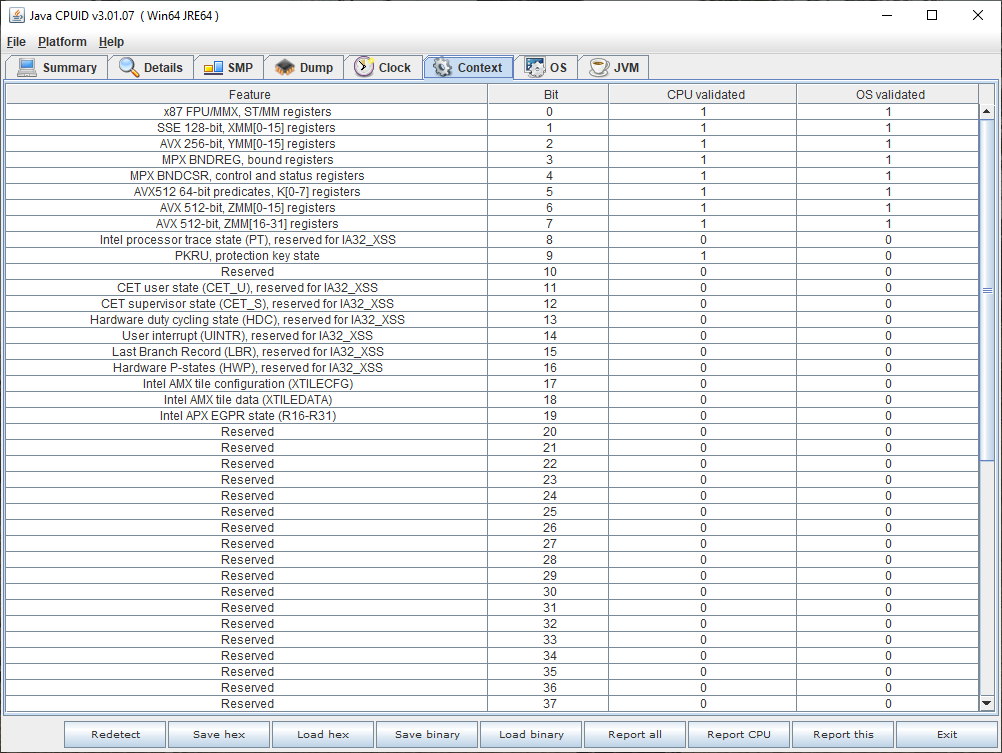 Java CPUID v3.01.07 ( Win64 JRE64 )
File Platform Help
Summary Details SMP Dump Clock Context OS JVM
Feature Bit CPU validated OS validated
x87 FPU/MMX, ST/MM registers 0 1 1
SSE 128-bit, XMM[0-15] registers 1 1 1
AVX 256-bit, YMM[0-15] registers 2 1 1
MPX BNDREG, bound registers 3 1 1
MPX BNDCSR, control and status registers 4 1 1
AVX512 64-bit predicates, K[0-7] registers 5 1 1
AVX 512-bit, ZMM[0-15] registers 6 1 1
AVX 512-bit, ZMM[16-31] registers 7 1 1
Intel processor trace state (PT), reserved for IA32_XSS 8 0 0
PKRU, protection key state 9 1 0
Reserved 10 0 0
CET user state (CET_U), reserved for IA32_XSS 11 0 0
CET supervisor state (CET_S), reserved for IA32_XSS 12 0 0
Hardware duty cycling state (HDC), reserved for IA32_XSS 13 0 0
User interrupt (UINTR), reserved for IA32_XSS 14 0 0
Last Branch Record (LBR), reserved for IA32_XSS 15 0 0
Hardware P-states (HWP), reserved for IA32_XSS 16 0 0
Intel AMX tile configuration (XTILECFG) 17 0 0
Intel AMX tile data (XTILEDATA) 18 0 0
Intel APX EGPR state (R16-R31) 19 0 0
Reserved 20 0 0
Reserved 21 0 0
Reserved 22 0 0
Reserved 23 0 0
Reserved 24 0 0
Reserved 25 0 0
Reserved 26 0 0
Reserved 27 0 0
Reserved 28 0 0
Reserved 29 0 0
Reserved 30 0 0
Reserved 31 0 0
Reserved 32 0 0
Reserved 33 0 0
Reserved 34 0 0
Reserved 35 0 0
Reserved 36 0 0
Reserved 37 0 0
Redetect Save hex Load hex Save binary Load binary Report all Report CPU Report this Exit